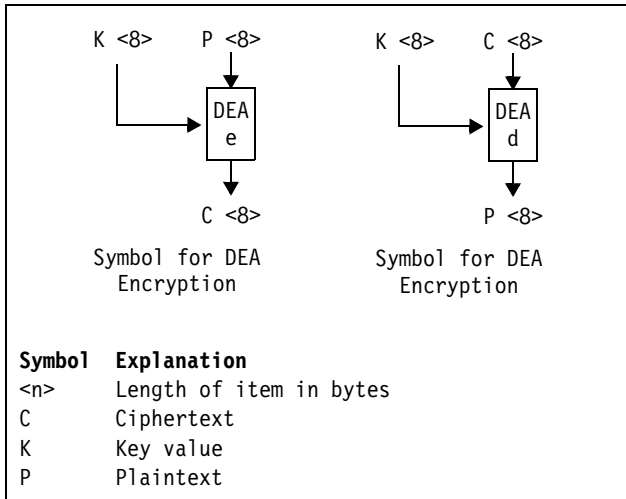 K <8> P <8> K <8> C <8>
DEA DEA
e d
C <8> P <8>
Symbol for DEA Symbol for DEA
Encryption Encryption
Symbol Explanation
<n> Length of item in bytes
C Ciphertext
K Key value
P Plaintext